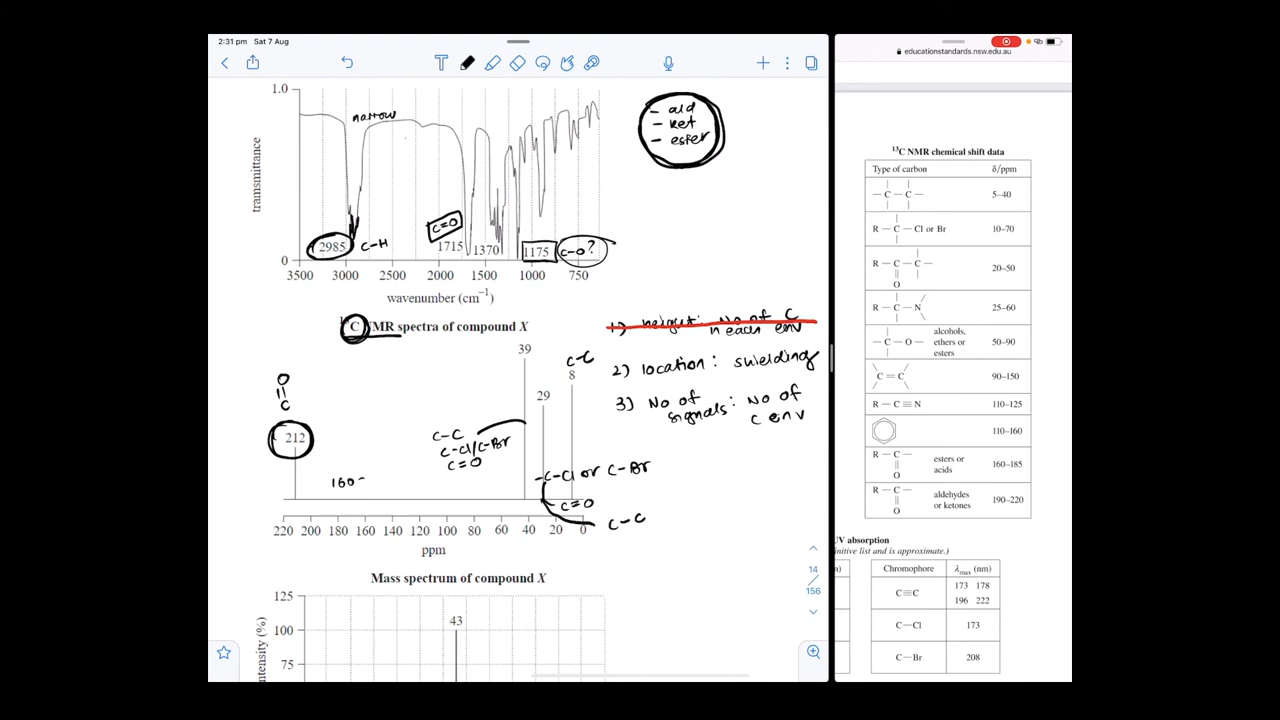 2:31 pm Sat 7 Aug
educationstandards.nsw.edu.au
1.0
narrow
transmittance
2985
C-H
C=O
1715
1370
1175
C-O?
0
3500 3000 2500 2000 1500 1000 750
wavenumber (cm⁻¹)
- ald
- ket
- ester
¹³C NMR spectra of compound X
39
C-C
8
29
O
||
C
212
C-C
C-Cl/C-Br
C=O
160-
-C-Cl or C-Br
C=O
C-C
220 200 180 160 140 120 100 80 60 40 20 0
ppm
1) height: No of C
in each env
2) location: shielding
3) No of
signals: No of
C env
14
156
Mass spectrum of compound X
125
43
100
75
intensity (%)
¹³C NMR chemical shift data
Type of carbon δ/ppm
— C — C — 5–40
R — C — Cl or Br 10–70
R — C — C — 20–50
O
R — C — N 25–60
— C — O — alcohols, ethers or esters 50–90
C = C 90–150
R — C ≡ N 110–125
110–160
R — C — esters or acids 160–185
O
R — C — aldehydes or ketones 190–220
O
UV absorption
initive list and is approximate.)
n) Chromophore λmax (nm)
C≡C 173 178
196 222
C—Cl 173
C—Br 208